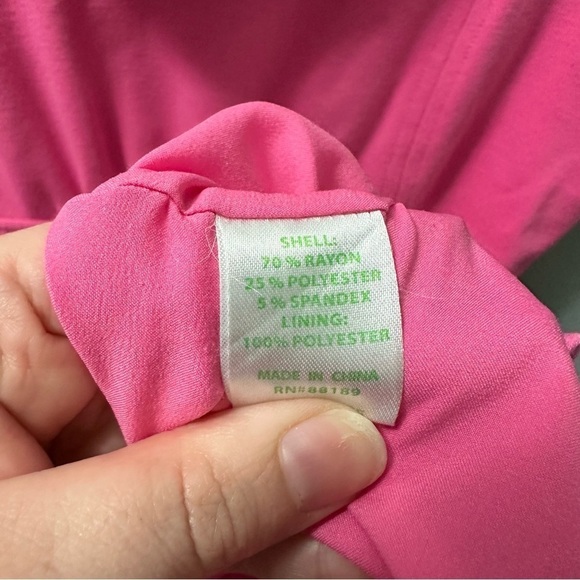 SHELL:
70 % RAYON
25 % POLYESTER
5 % SPANDEX
LINING:
100% POLYESTER
MADE IN CHINA
RN#88189